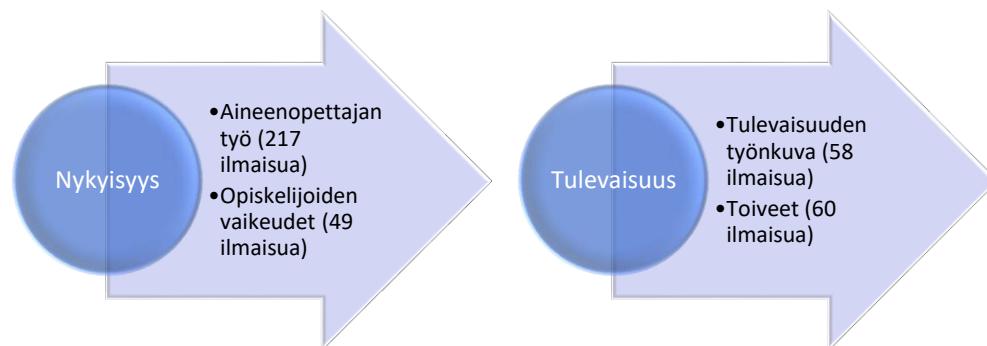 Nykyisyys
•Aineenopettajan
työ (217
ilmaisua)
•Opiskelijoiden
vaikeudet (49
ilmaisua)
Tulevaisuus
•Tulevaisuuden
työnkuva (58
ilmaisua)
•Toiveet (60
ilmaisua)